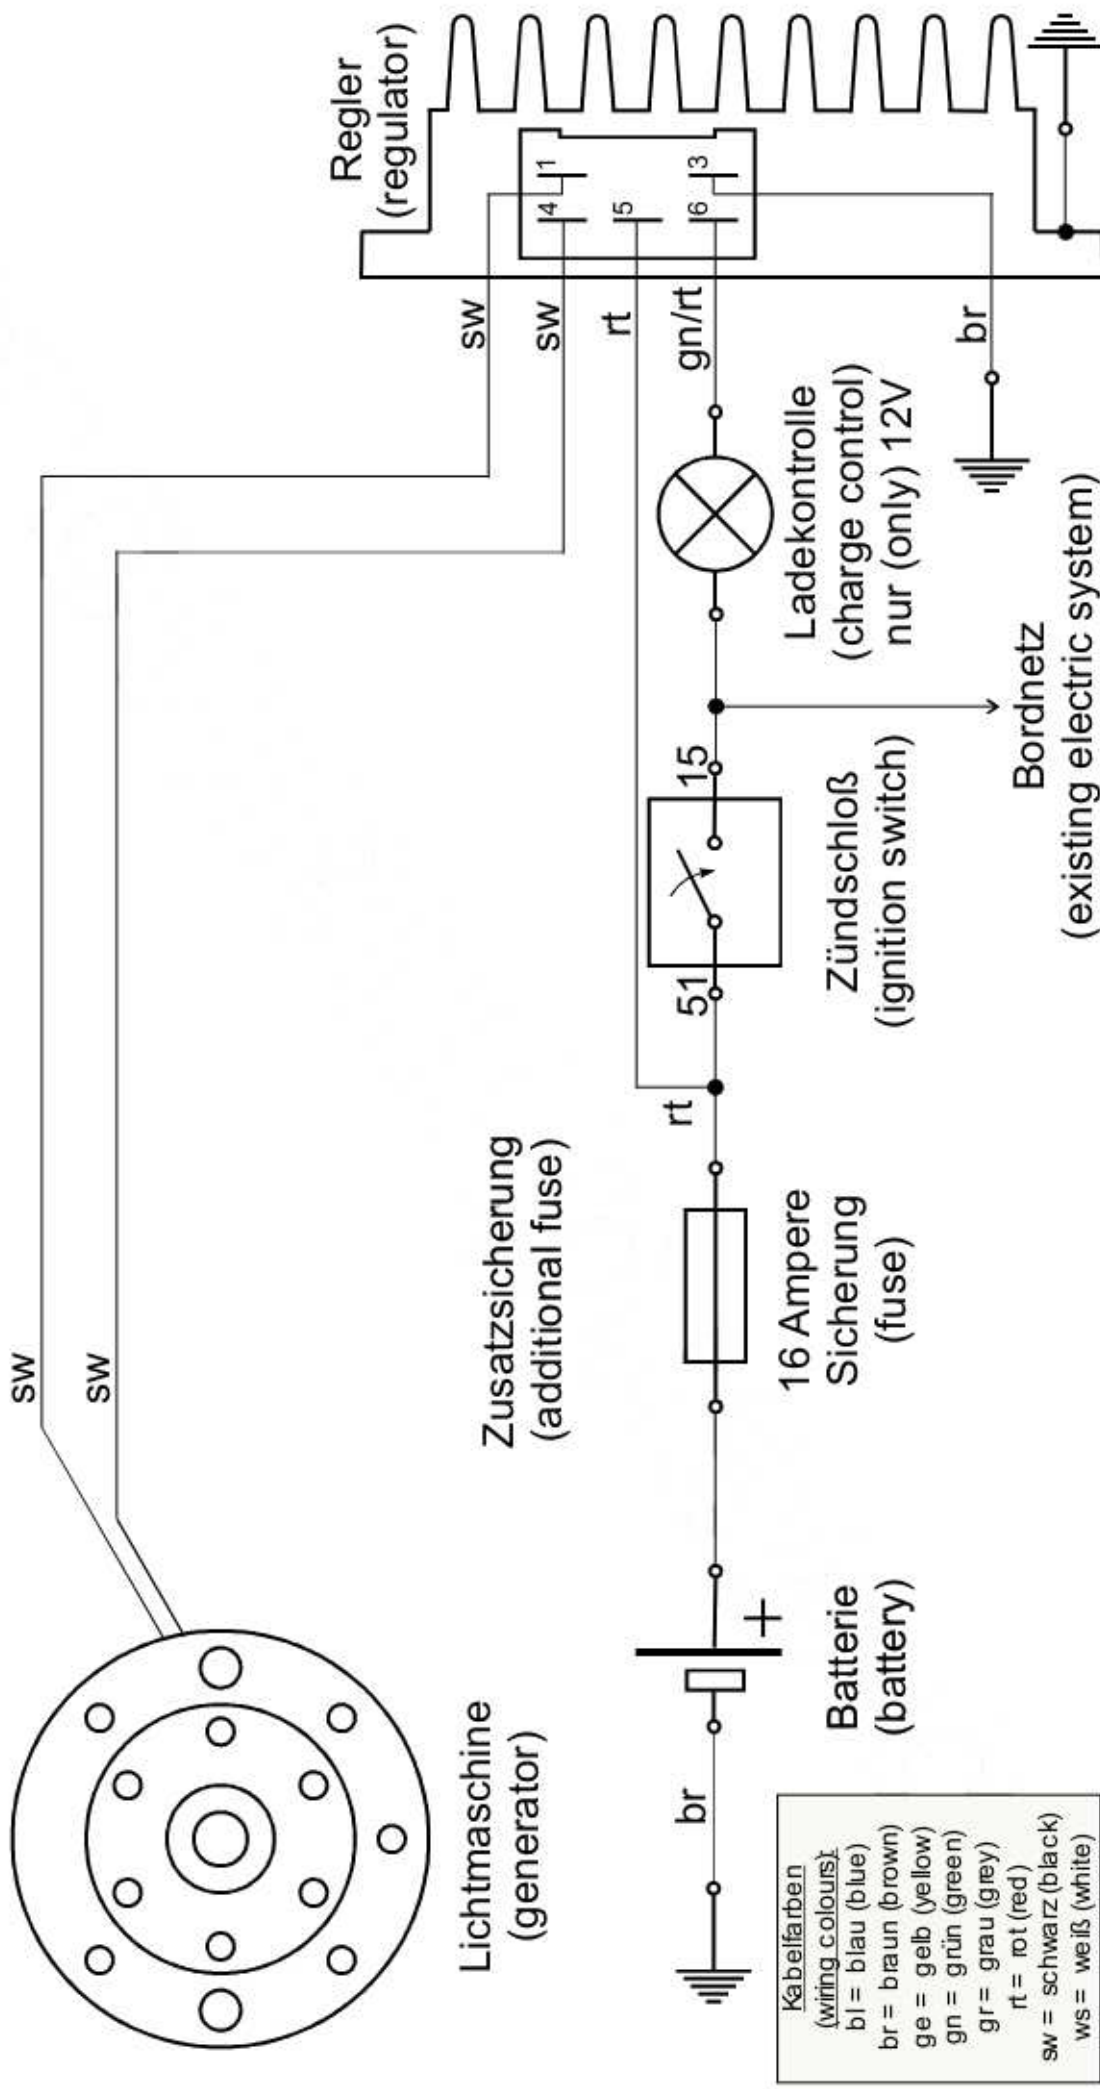 Regler
(regulator)
1
4
5
6
3
sw
sw
rt
gn/rt
br
Ladekontrolle
(charge control)
nur (only) 12V
15
51
Zündschloß
(ignition switch)
Bordnetz
(existing electric system)
rt
Zusatzsicherung
(additional fuse)
16 Ampere
Sicherung
(fuse)
sw
sw
Lichtmaschine
(generator)
+
Batterie
(battery)
br
Kabelfarben
(wiring colours):
bl = blau (blue)
br = braun (brown)
ge = gelb (yellow)
gn = grün (green)
gr = grau (grey)
rt = rot (red)
sw = schwarz (black)
ws = weiß (white)